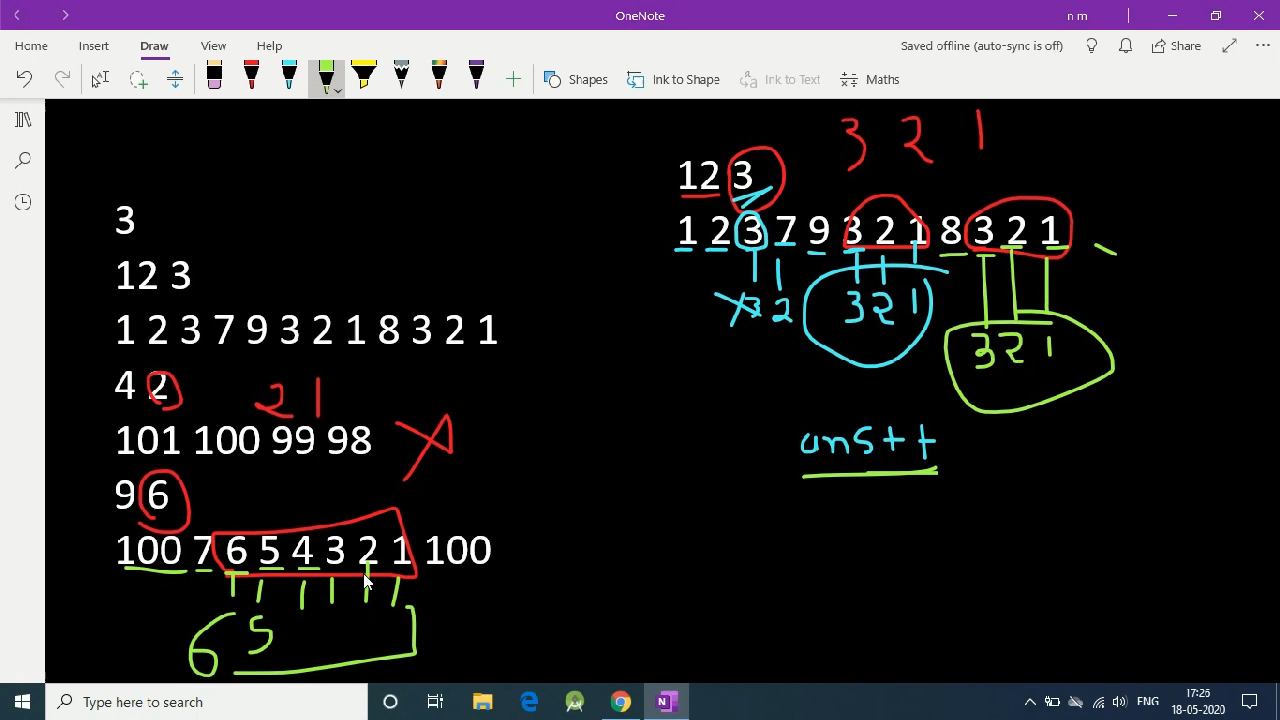 OneNote
n m
Home Insert Draw View Help
Saved offline (auto-sync is off)
Share
Shapes
Ink to Shape
Ink to Text
Maths
3 2 1
12 3
1 2 3 7 9 3 2 1 8 3 2 1
3 2 3 2 1
3 2 1
ans++
3
12 3
1 2 3 7 9 3 2 1 8 3 2 1
4 2
2 1
101 100 99 98
9 6
100 7 6 5 4 3 2 1 100
6 5
Type here to search
ENG
17:26
18-05-2020